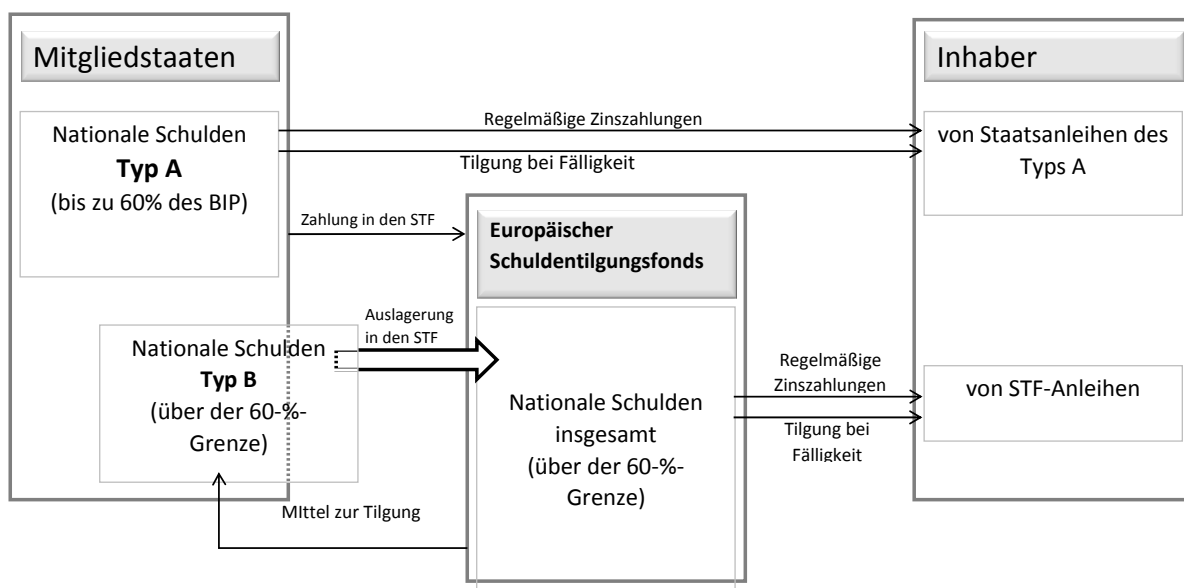 Mitgliedstaaten
Nationale Schulden
Typ A
(bis zu 60% des BIP)
Regelmäßige Zinszahlungen
Tilgung bei Fälligkeit
Inhaber
von Staatsanleihen des
Typs A
Zahlung in den STF
Europäischer
Schuldentilgungsfonds
Auslagerung
in den STF
Nationale Schulden
Typ B
(über der 60-%-
Grenze)
Nationale Schulden
insgesamt
(über der 60-%-
Grenze)
Regelmäßige
Zinszahlungen
Tilgung bei
Fälligkeit
von STF-Anleihen
MIttel zur Tilgung